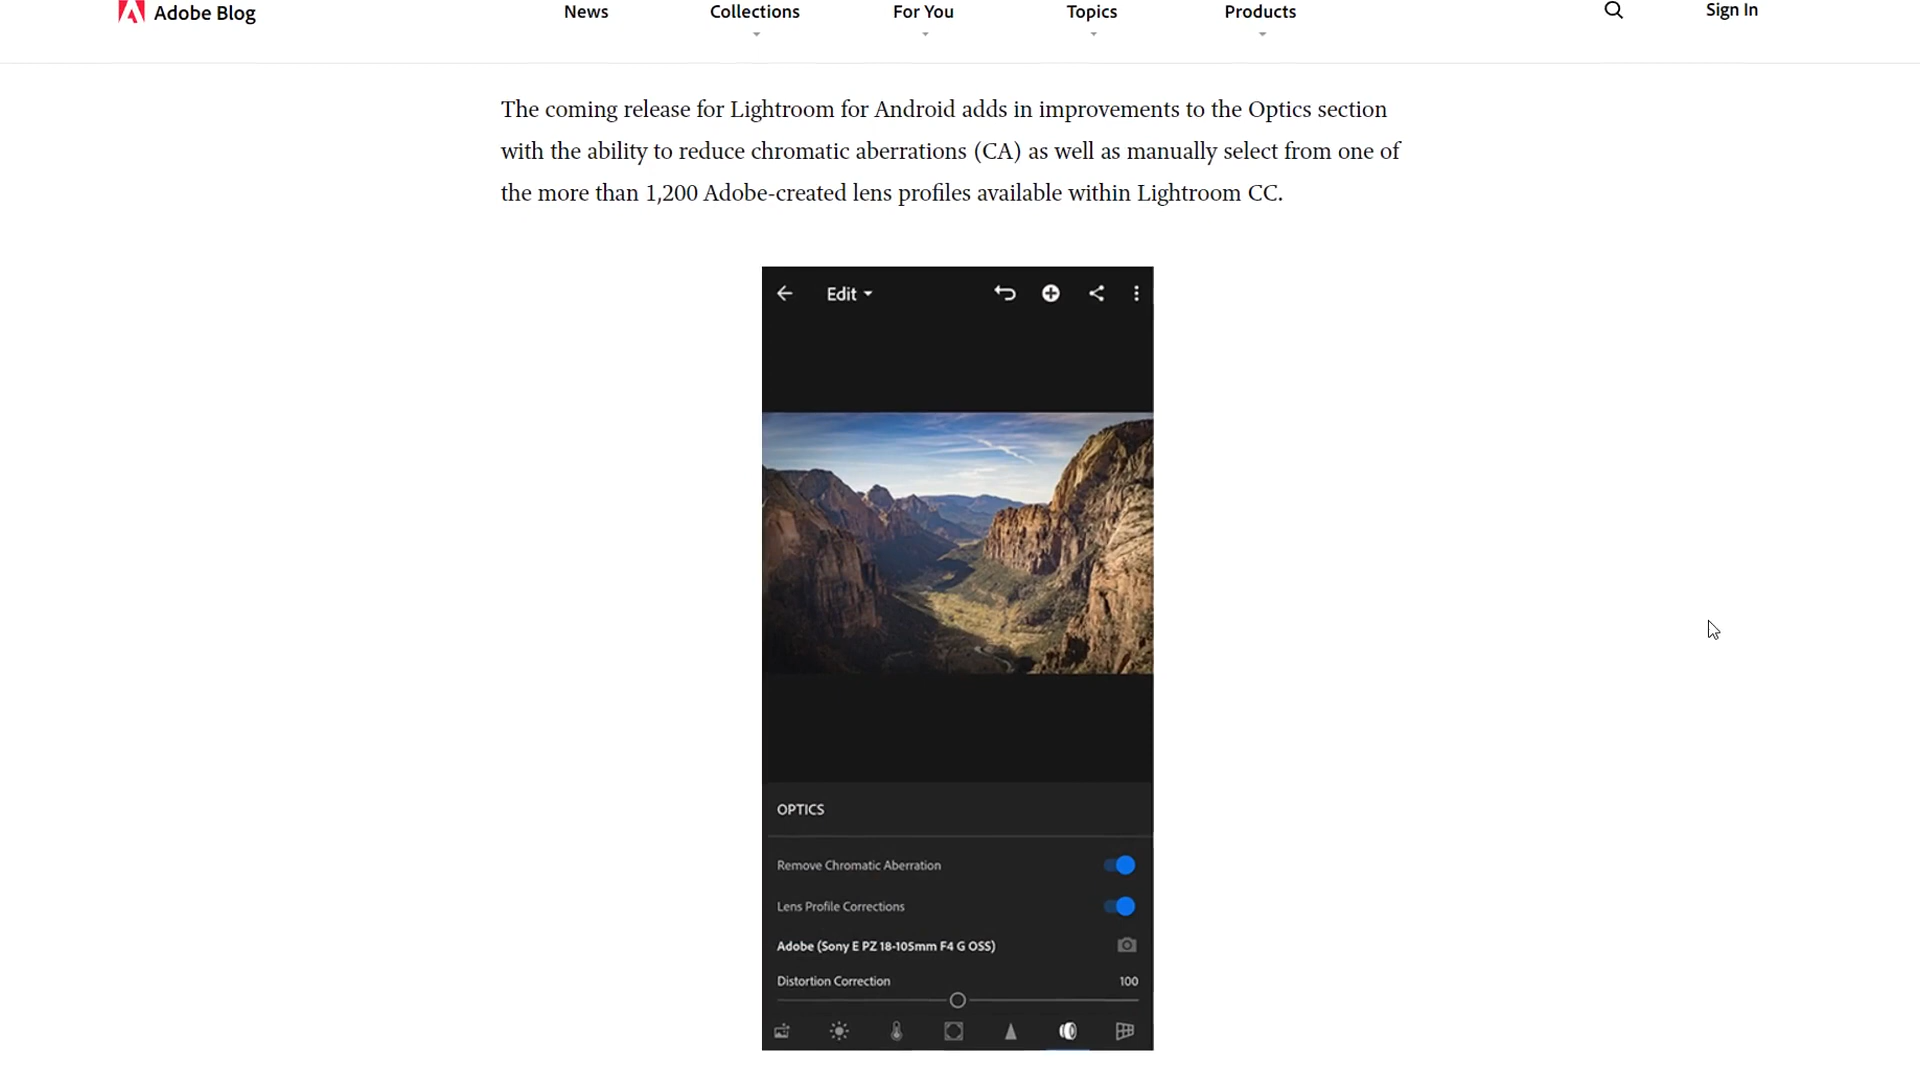 Adobe Blog
News
Collections
For You
Topics
Products
Sign In
The coming release for Lightroom for Android adds in improvements to the Optics section
with the ability to reduce chromatic aberrations (CA) as well as manually select from one of
the more than 1,200 Adobe-created lens profiles available within Lightroom CC.
Edit
OPTICS
Remove Chromatic Aberration
Lens Profile Corrections
Adobe (Sony E PZ 18-105mm F4 G OSS)
Distortion Correction 100